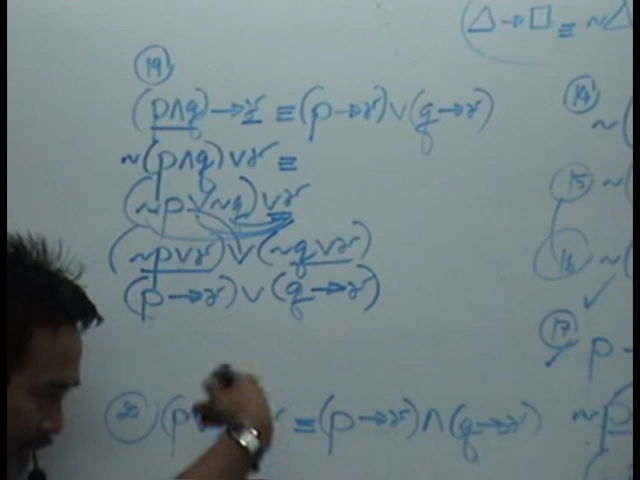 △→□ ≡ ~△
19
(p∧q)→r ≡ (p→r)∨(q→r)
~(p∧q)∨r ≡
(~p∨~q)∨r
(~p∨r)∨(~q∨r)
(p→r)∨(q→r)
20 (p r ≡ (p→r)∧(q→r)
14
~(
15 ~(
16 ~(
17
p →
~p